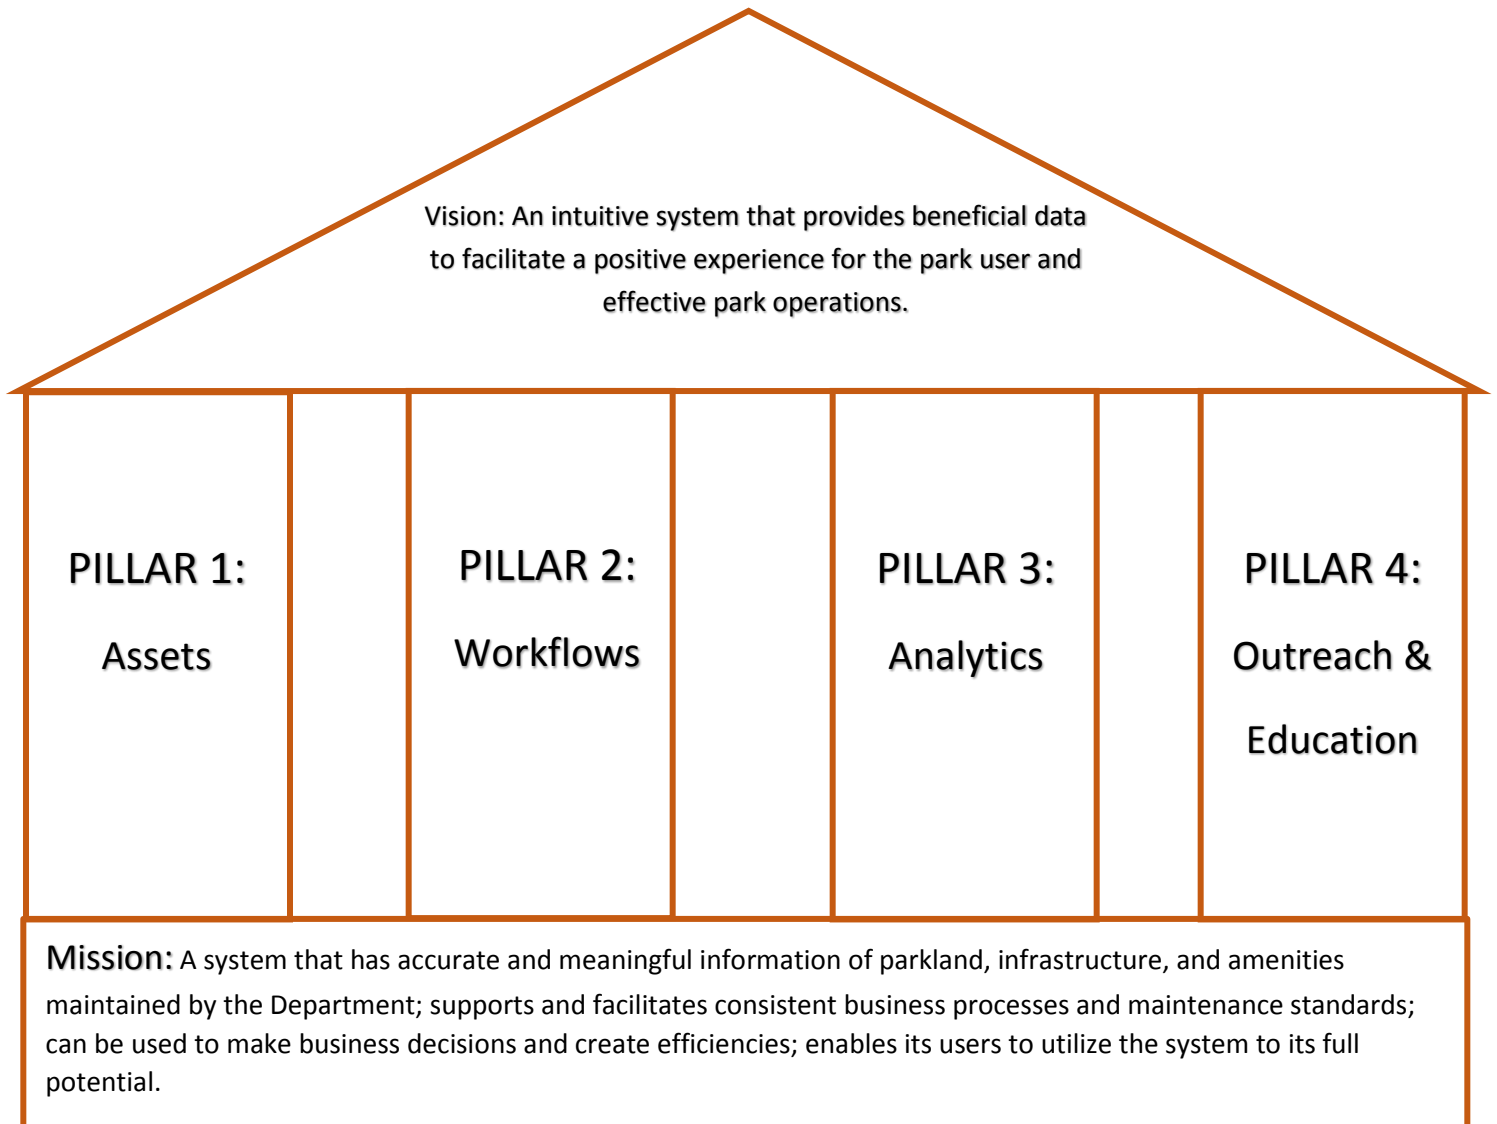 Vision: An intuitive system that provides beneficial data
to facilitate a positive experience for the park user and
effective park operations.
PILLAR 1:
Assets
PILLAR 2:
Workflows
PILLAR 3:
Analytics
PILLAR 4:
Outreach &
Education
Mission: A system that has accurate and meaningful information of parkland, infrastructure, and amenities
maintained by the Department; supports and facilitates consistent business processes and maintenance standards;
can be used to make business decisions and create efficiencies; enables its users to utilize the system to its full
potential.